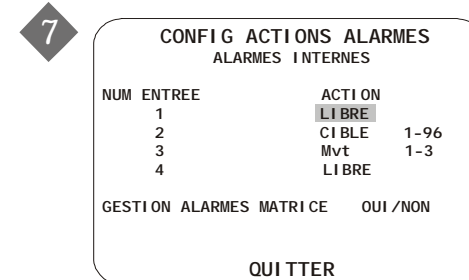 7
CONFIG ACTIONS ALARMES
ALARMES INTERNES
NUM ENTREE ACTION
1 LIBRE
2 CIBLE 1-96
3 Mvt 1-3
4 LIBRE
GESTION ALARMES MATRICE OUI/NON
QUITTER